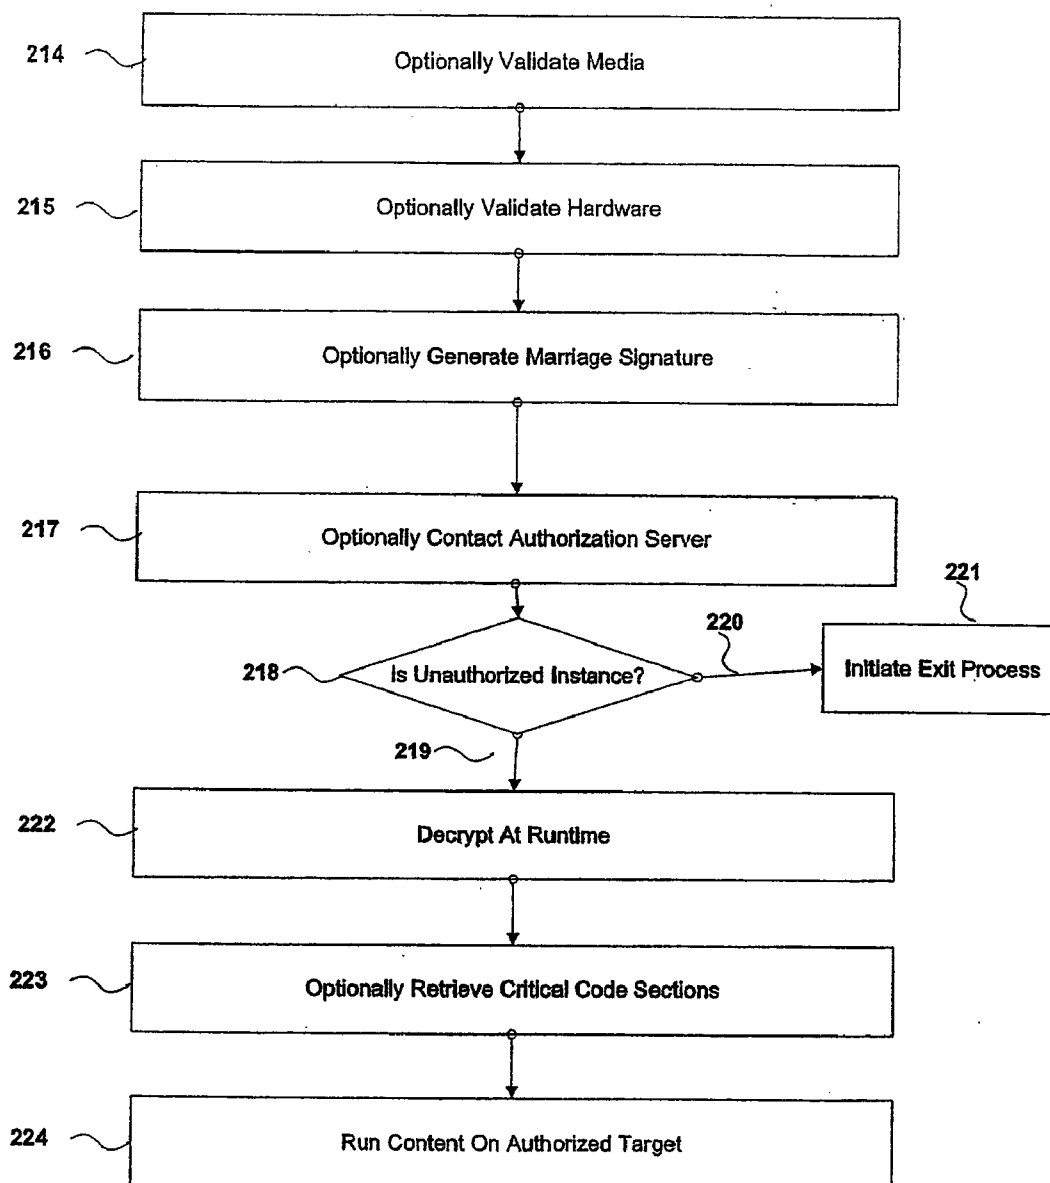 214 Optionally Validate Media
215 Optionally Validate Hardware
216 Optionally Generate Marriage Signature
217 Optionally Contact Authorization Server
221
220
218 Is Unauthorized Instance? Initiate Exit Process
219
222 Decrypt At Runtime
223 Optionally Retrieve Critical Code Sections
224 Run Content On Authorized Target